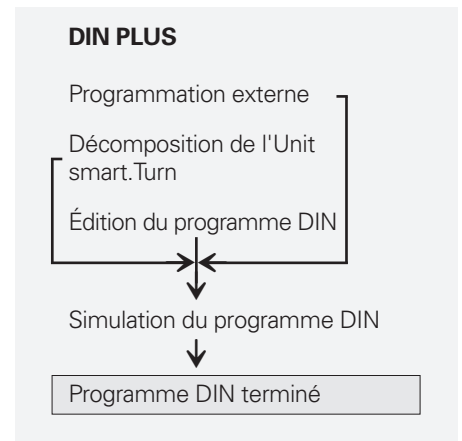 DIN PLUS
Programmation externe
Décomposition de l'Unit
smart.Turn
Édition du programme DIN
Simulation du programme DIN
Programme DIN terminé